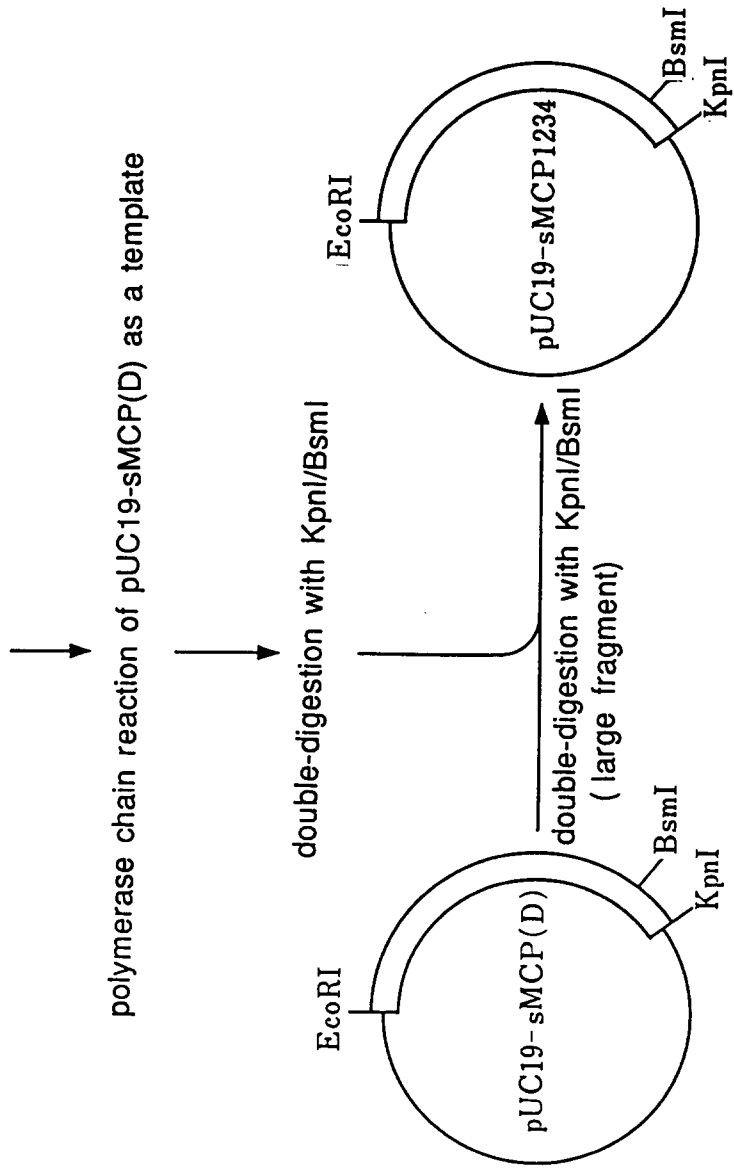 polymerase chain reaction of pUC19-sMCP(D) as a template
double-digestion with KpnI/BsmI
EcoRI
pUC19-sMCP(D)
BsmI
KpnI
double-digestion with KpnI/BsmI
(large fragment)
EcoRI
pUC19-sMCP1234
BsmI
KpnI